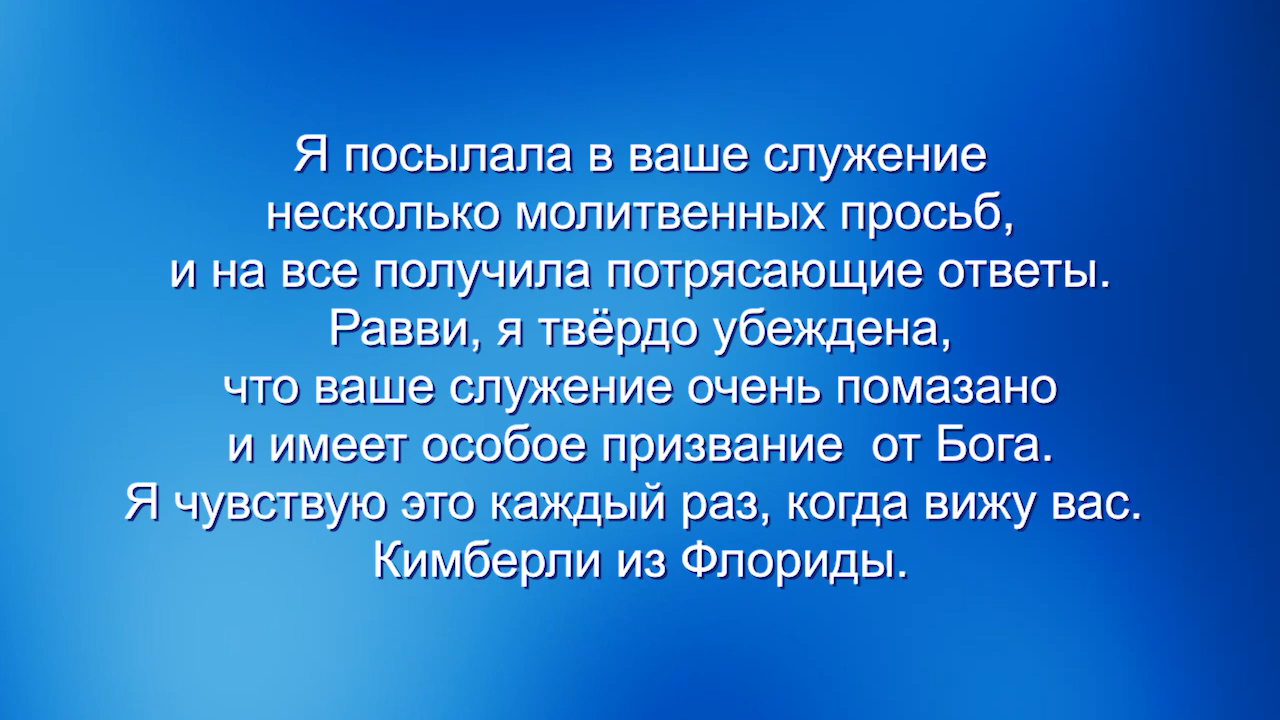 Я посылала в ваше служение
несколько молитвенных просьб,
и на все получила потрясающие ответы.
Равви, я твёрдо убеждена,
что ваше служение очень помазано
и имеет особое призвание  от Бога.
Я чувствую это каждый раз, когда вижу вас.
Кимберли из Флориды.